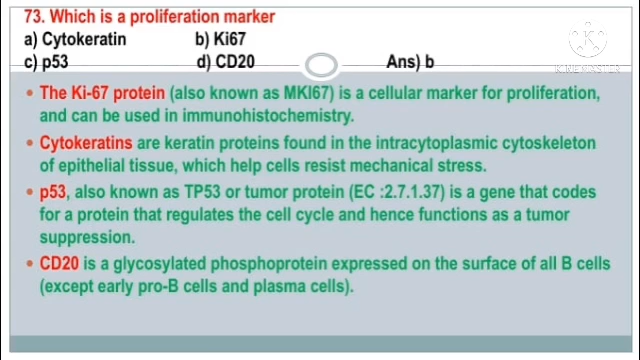 73. Which is a proliferation marker
a) Cytokeratin b) Ki67
c) p53 d) CD20 Ans) b
KINEMASTER
• The Ki-67 protein (also known as MKI67) is a cellular marker for proliferation,
and can be used in immunohistochemistry.
• Cytokeratins are keratin proteins found in the intracytoplasmic cytoskeleton
of epithelial tissue, which help cells resist mechanical stress.
• p53, also known as TP53 or tumor protein (EC :2.7.1.37) is a gene that codes
for a protein that regulates the cell cycle and hence functions as a tumor
suppression.
• CD20 is a glycosylated phosphoprotein expressed on the surface of all B cells
(except early pro-B cells and plasma cells).